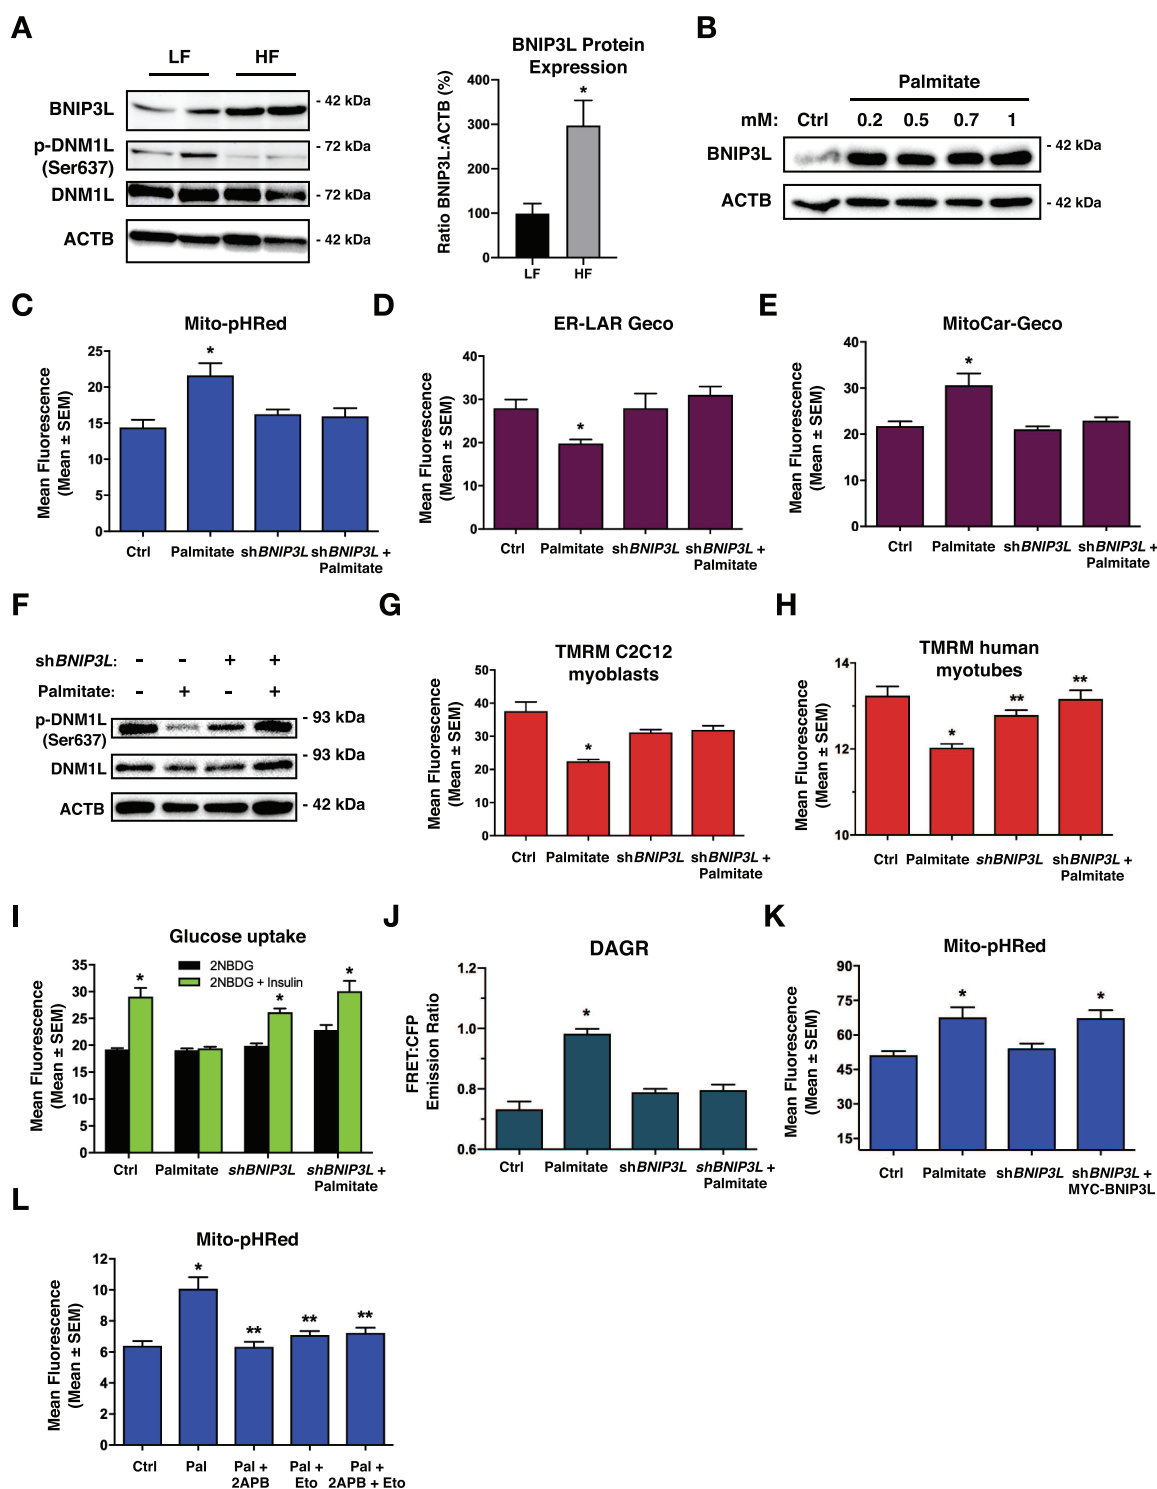 A
LF HF
BNIP3L
- 42 kDa
p-DNM1L
(Ser637)
- 72 kDa
DNM1L
- 72 kDa
ACTB
- 42 kDa
BNIP3L Protein
Expression
Ratio BNIP3L:ACTB (%)
400
300
200
100
0
*
LF HF
B
Palmitate
mM: Ctrl 0.2 0.5 0.7 1
BNIP3L
- 42 kDa
ACTB
- 42 kDa
C
Mito-pHRed
Mean Fluorescence
(Mean ± SEM)
25
20
15
10
5
0
*
Ctrl Palmitate shBNIP3L shBNIP3L +
Palmitate
D
ER-LAR Geco
Mean Fluorescence
(Mean ± SEM)
40
30
20
10
0
*
Ctrl Palmitate shBNIP3L shBNIP3L +
Palmitate
E
MitoCar-Geco
Mean Fluorescence
(Mean ± SEM)
40
30
20
10
0
*
Ctrl Palmitate shBNIP3L shBNIP3L +
Palmitate
F
shBNIP3L: - - + +
Palmitate: - + - +
p-DNM1L
(Ser637)
- 93 kDa
DNM1L
- 93 kDa
ACTB
- 42 kDa
G
TMRM C2C12
myoblasts
Mean Fluorescence
(Mean ± SEM)
50
40
30
20
10
0
*
Ctrl Palmitate shBNIP3L shBNIP3L +
Palmitate
H
TMRM human
myotubes
Mean Fluorescence
(Mean ± SEM)
14
12
10
* ** **
Ctrl Palmitate shBNIP3L shBNIP3L +
Palmitate
I
Glucose uptake
2NBDG
2NBDG + Insulin
Mean Fluorescence
(Mean ± SEM)
35
30
25
20
15
10
5
0
* * *
Ctrl Palmitate shBNIP3L shBNIP3L +
Palmitate
J
DAGR
FRET:CFP
Emission Ratio
1.2
1.0
0.8
0.6
*
Ctrl Palmitate shBNIP3L shBNIP3L +
Palmitate
K
Mito-pHRed
Mean Fluorescence
(Mean ± SEM)
90
75
60
45
30
15
* *
Ctrl Palmitate shBNIP3L shBNIP3L +
MYC-BNIP3L
L
Mito-pHRed
Mean Fluorescence
(Mean ± SEM)
12
10
8
6
4
2
0
* ** ** **
Ctrl Pal Pal + Pal + Pal +
2APB Eto 2APB + Eto